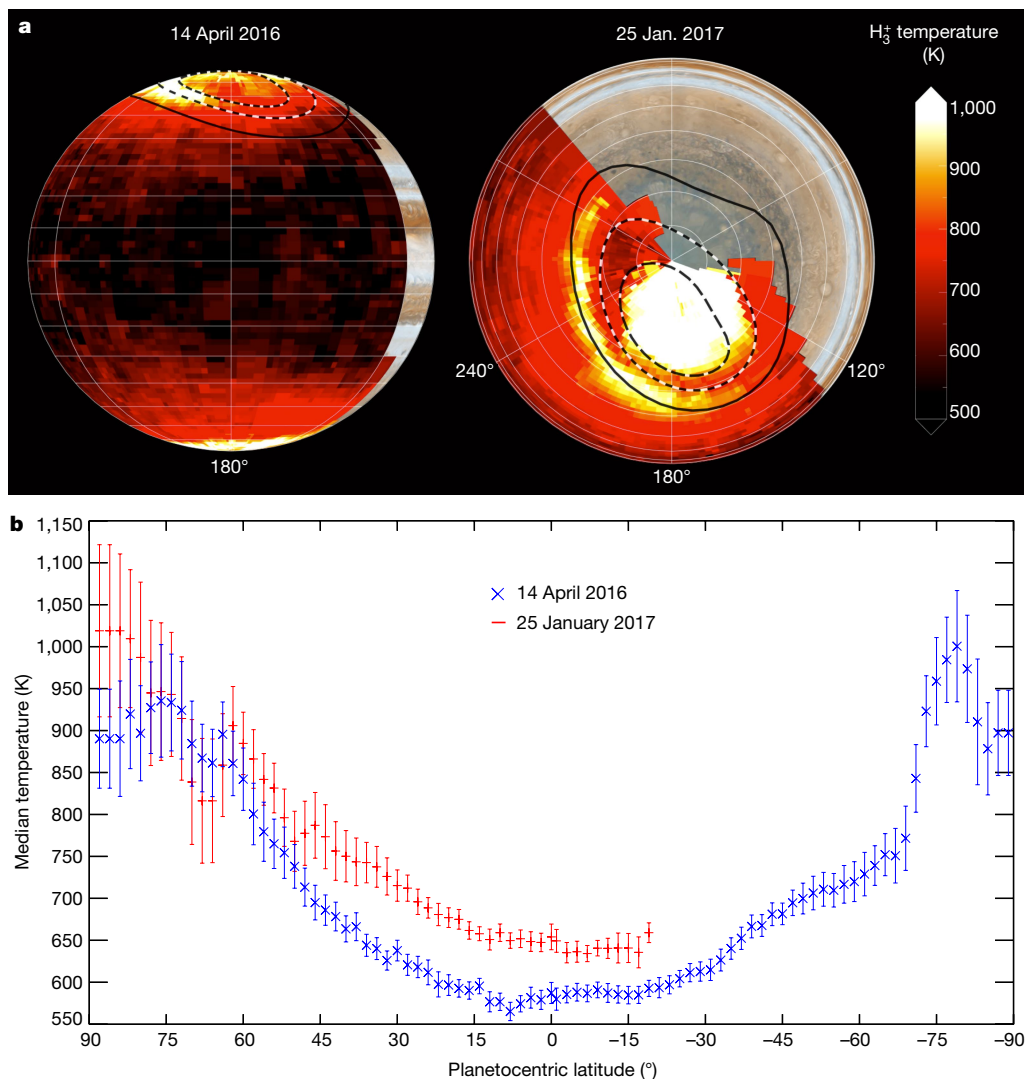 a
14 April 2016
25 Jan. 2017
H₃⁺ temperature
(K)
1,000
900
800
700
600
500
240°
120°
180°
180°
b
1,150
1,100
1,050
1,000
950
900
850
800
750
700
650
600
550
Median temperature (K)
14 April 2016
25 January 2017
90 75 60 45 30 15 0 –15 –30 –45 –60 –75 –90
Planetocentric latitude (°)